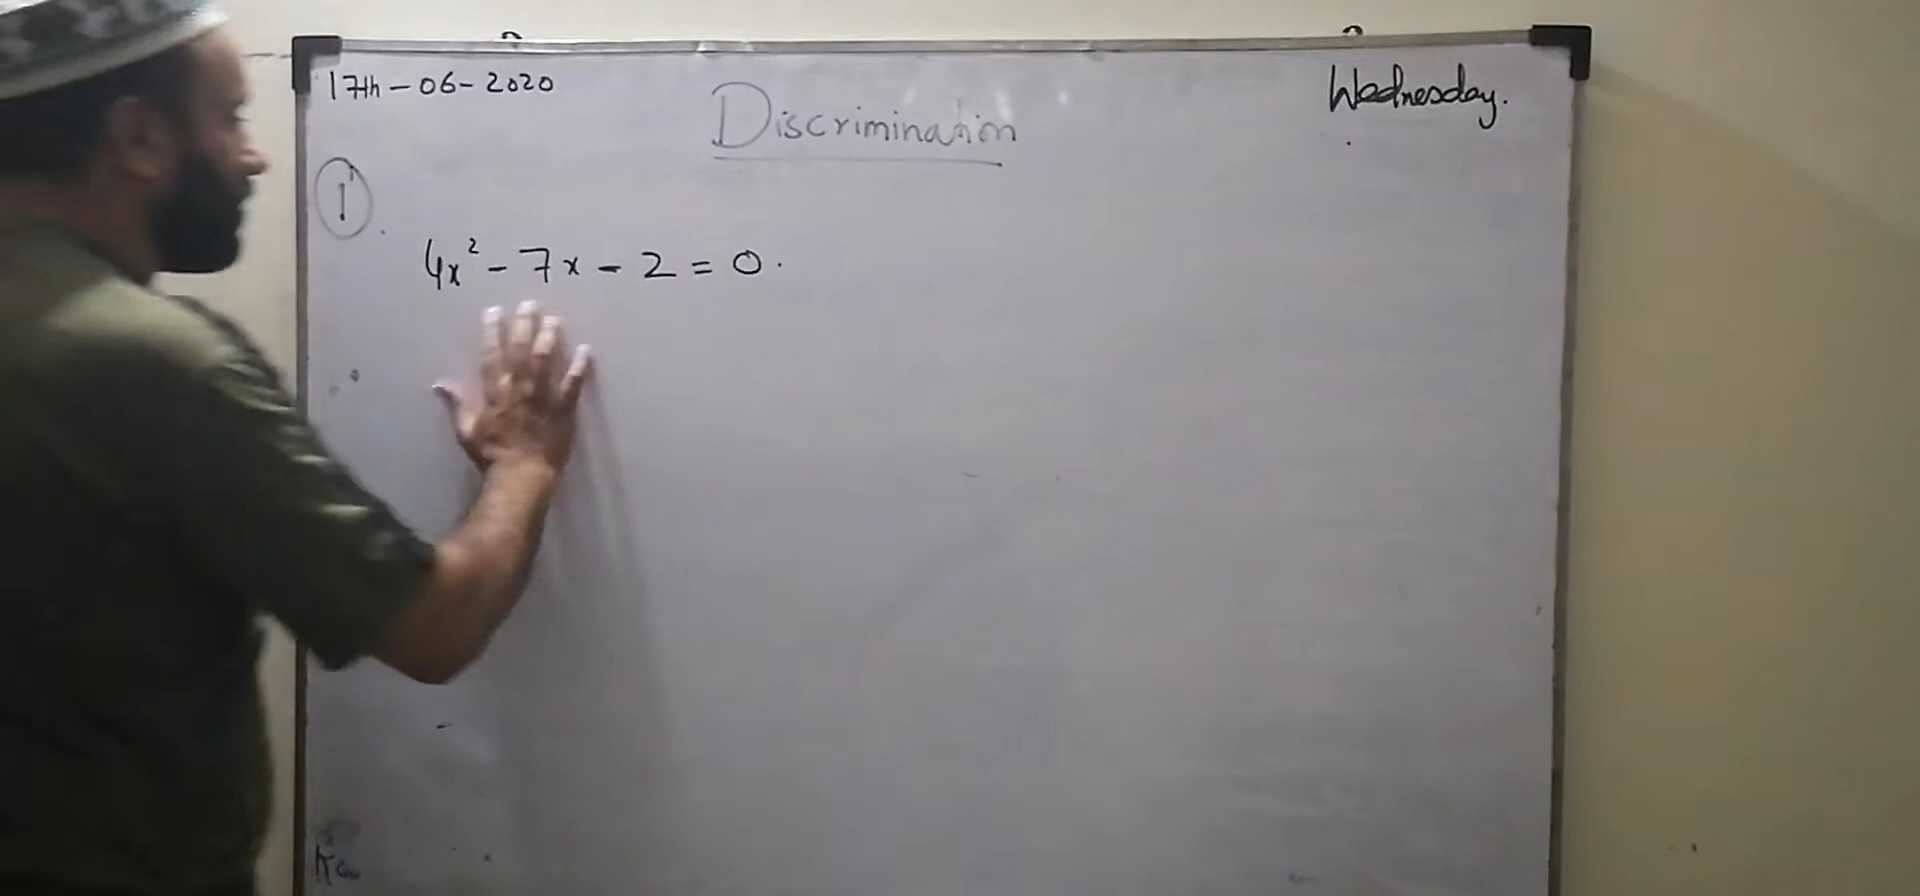 17th-06-2020
Discrimination
Wednesday.
1
4x² - 7x - 2 = 0.